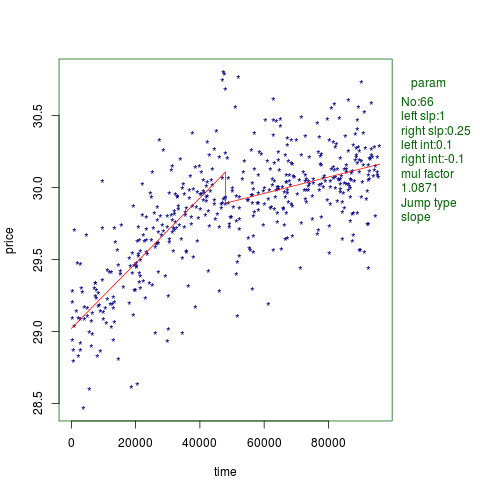 param
No:66
left slp:1
right slp:0.25
left int:0.1
right int:-0.1
mul factor
1.0871
Jump type
slope
price
30.5
30.0
29.5
29.0
28.5
0 20000 40000 60000 80000
time